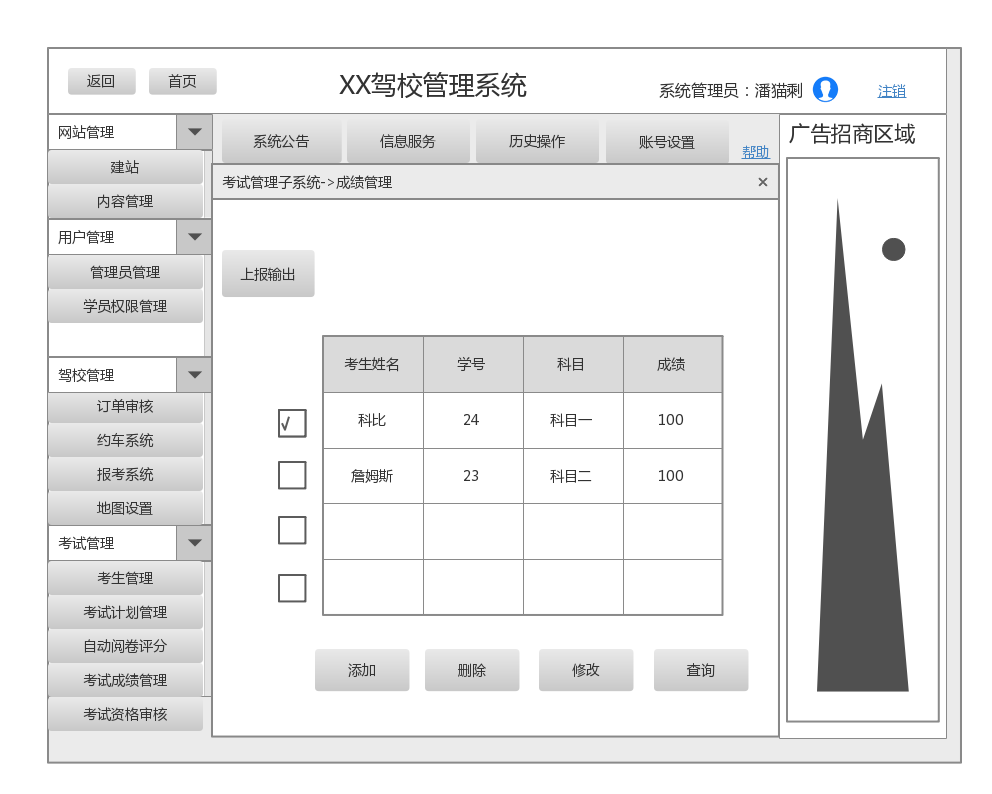 返回 首页 XX驾校管理系统 系统管理员：潘猫剩 注销
网站管理
建站
内容管理
用户管理
管理员管理
学员权限管理
驾校管理
订单审核
约车系统
报考系统
地图设置
考试管理
考生管理
考试计划管理
自动阅卷评分
考试成绩管理
考试资格审核
系统公告 信息服务 历史操作 账号设置 帮助
考试管理子系统->成绩管理 ×
上报输出
考生姓名 学号 科目 成绩
√ 科比 24 科目一 100
詹姆斯 23 科目二 100
添加 删除 修改 查询
广告招商区域